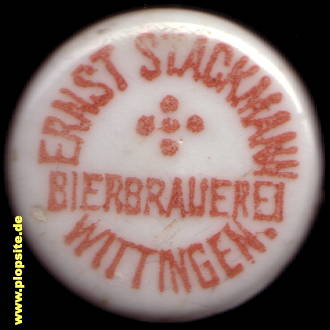 ERNST STACKMANN
BIERBRAUEREI
WITTINGEN.
www.plopsite.de